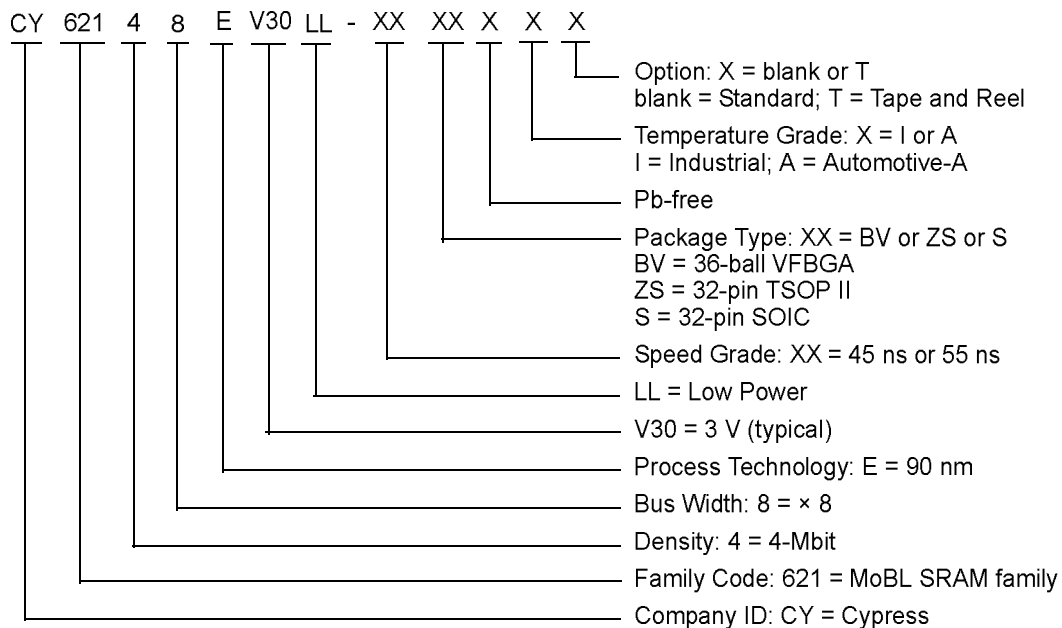 CY 621 4 8 E V30 LL - XX XX X X X
Option: X = blank or T
blank = Standard; T = Tape and Reel
Temperature Grade: X = I or A
I = Industrial; A = Automotive-A
Pb-free
Package Type: XX = BV or ZS or S
BV = 36-ball VFBGA
ZS = 32-pin TSOP II
S = 32-pin SOIC
Speed Grade: XX = 45 ns or 55 ns
LL = Low Power
V30 = 3 V (typical)
Process Technology: E = 90 nm
Bus Width: 8 = × 8
Density: 4 = 4-Mbit
Family Code: 621 = MoBL SRAM family
Company ID: CY = Cypress